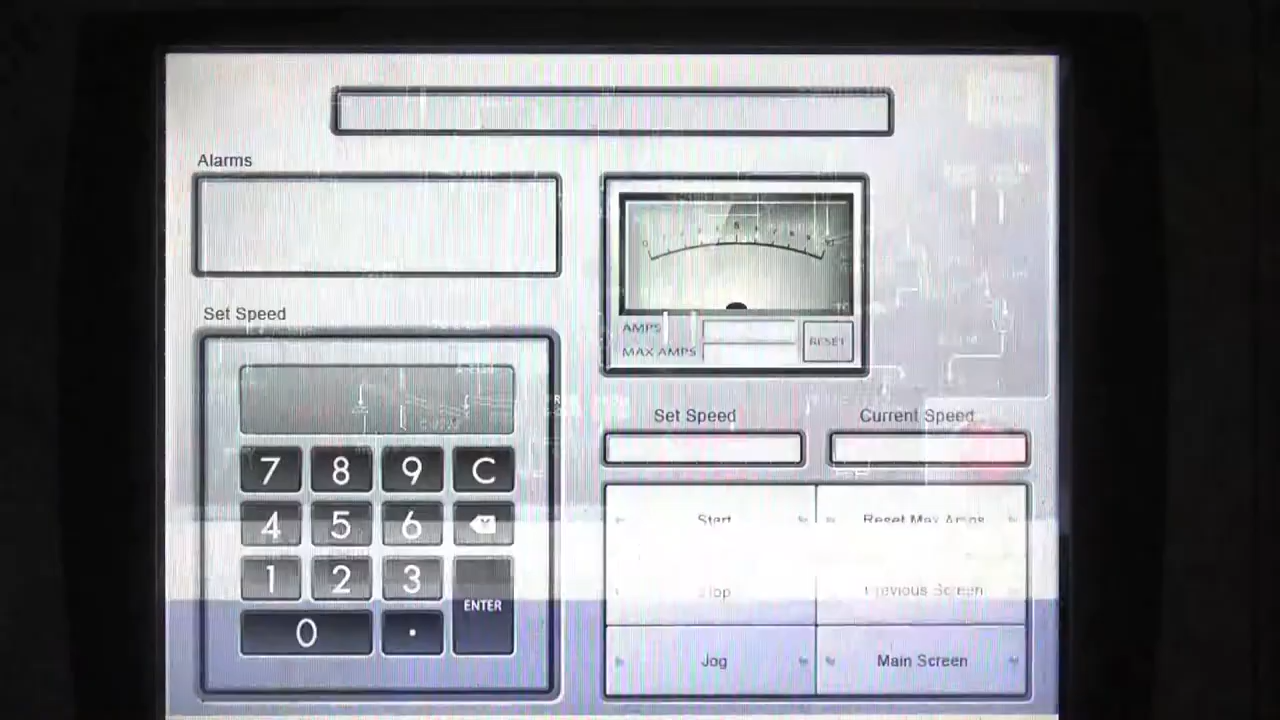 Alarms
Set Speed
AMPS
MAX AMPS
RESET
Set Speed
Current Speed
7 8 9 C
4 5 6
1 2 3
ENTER
0 .
Start
Reset Max Amps
Stop
Previous Screen
Jog
Main Screen